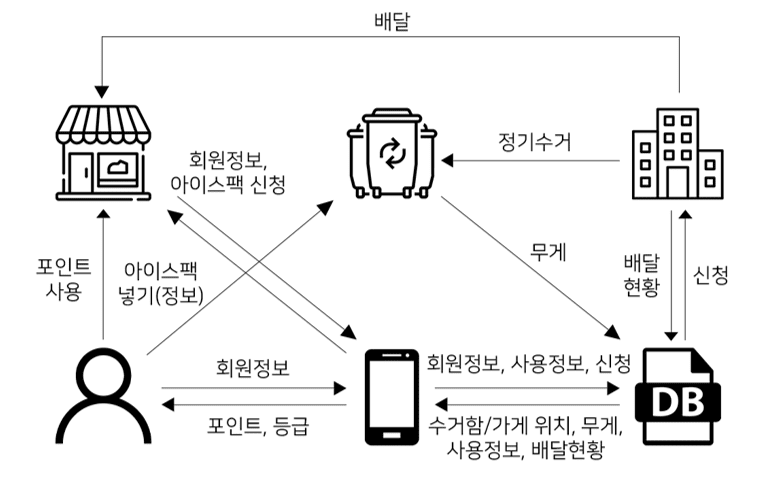 배달
정기수거
회원정보,
아이스팩 신청
무게
포인트
사용
아이스팩
넣기(정보)
배달
현황
신청
회원정보
포인트, 등급
회원정보, 사용정보, 신청
수거함/가게 위치, 무게,
사용정보, 배달현황
DB